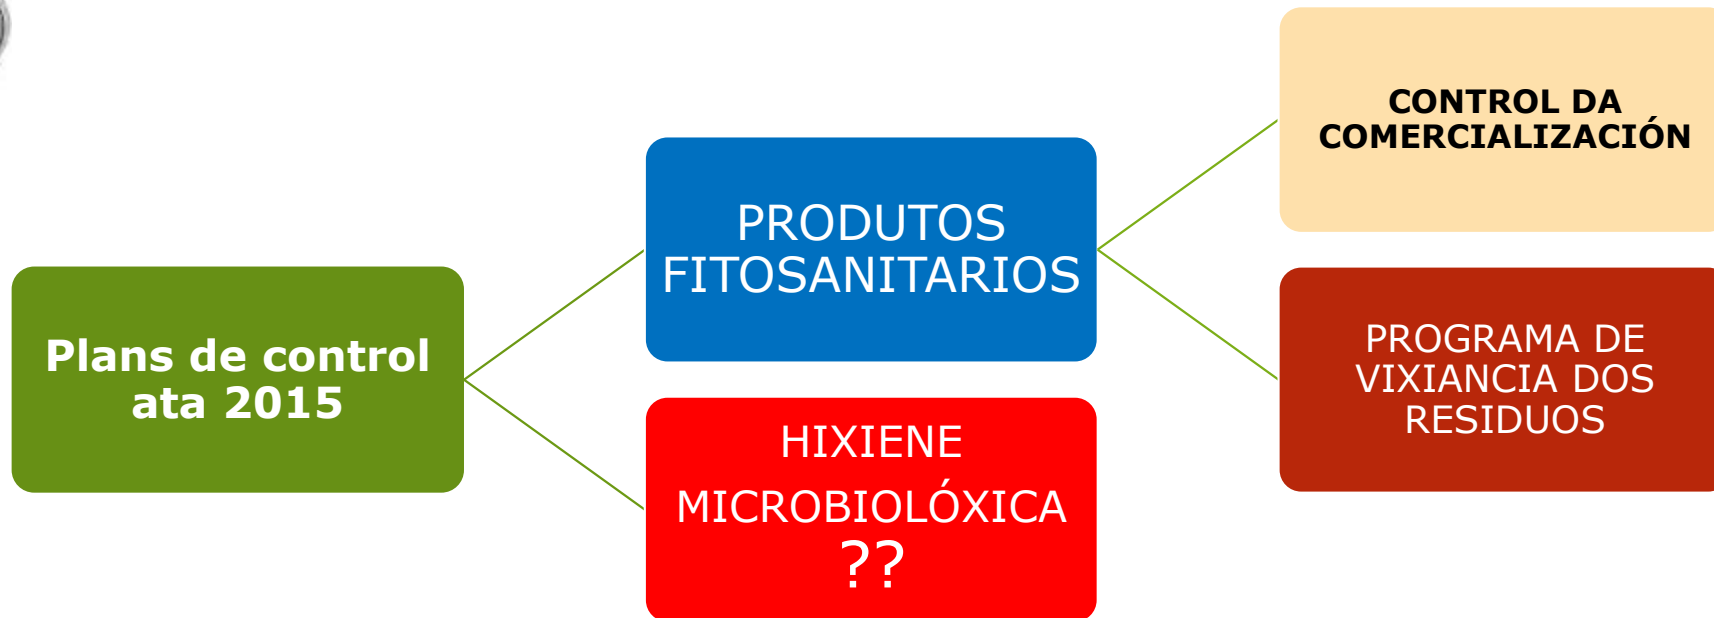 Plans de control
ata 2015
PRODUTOS
FITOSANITARIOS
HIXIENE
MICROBIOLÓXICA
??
CONTROL DA
COMERCIALIZACIÓN
PROGRAMA DE
VIXIANCIA DOS
RESIDUOS